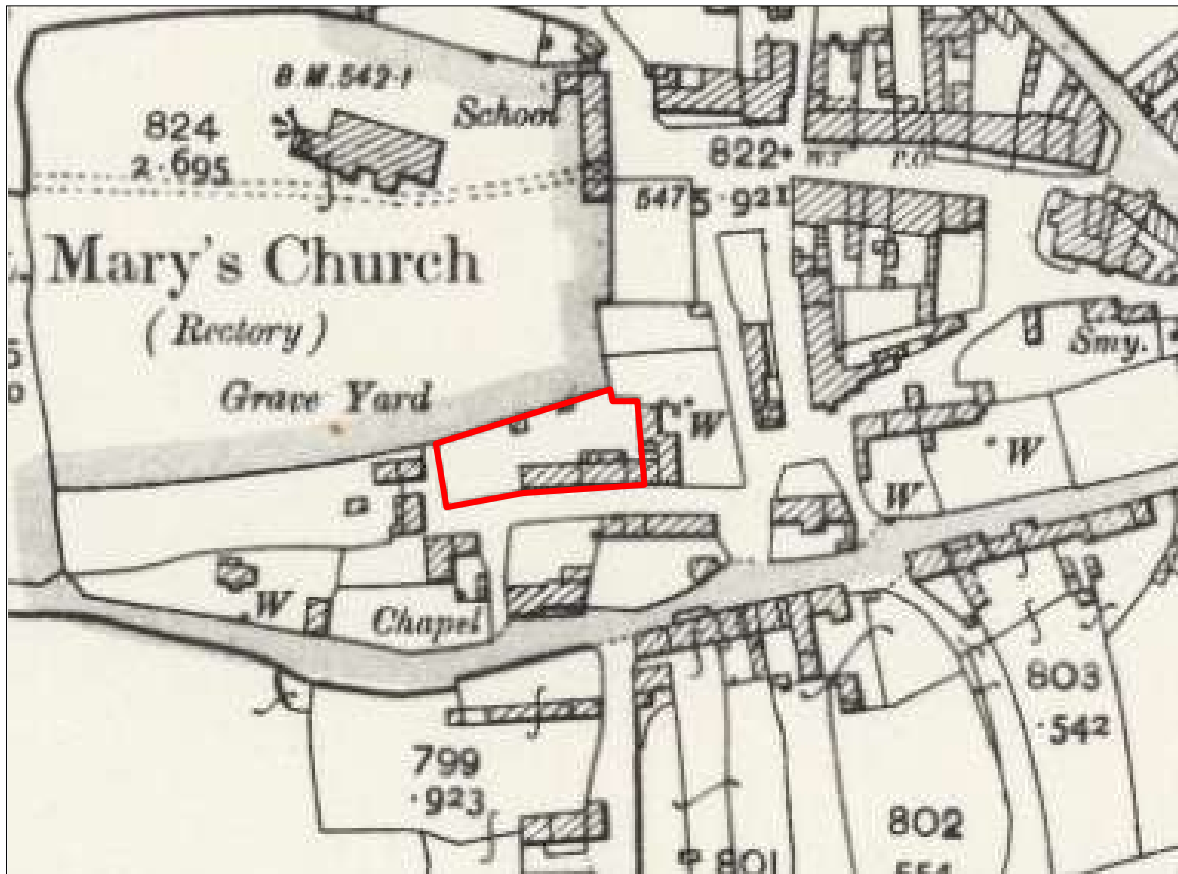 B.M.542·1
824
2·695
School
822
W.T
P.O
547
5·921
Mary's Church
(Rectory)
Grave Yard
Smy.
W
W
W
W
Chapel
803
·542
799
·923
802
801